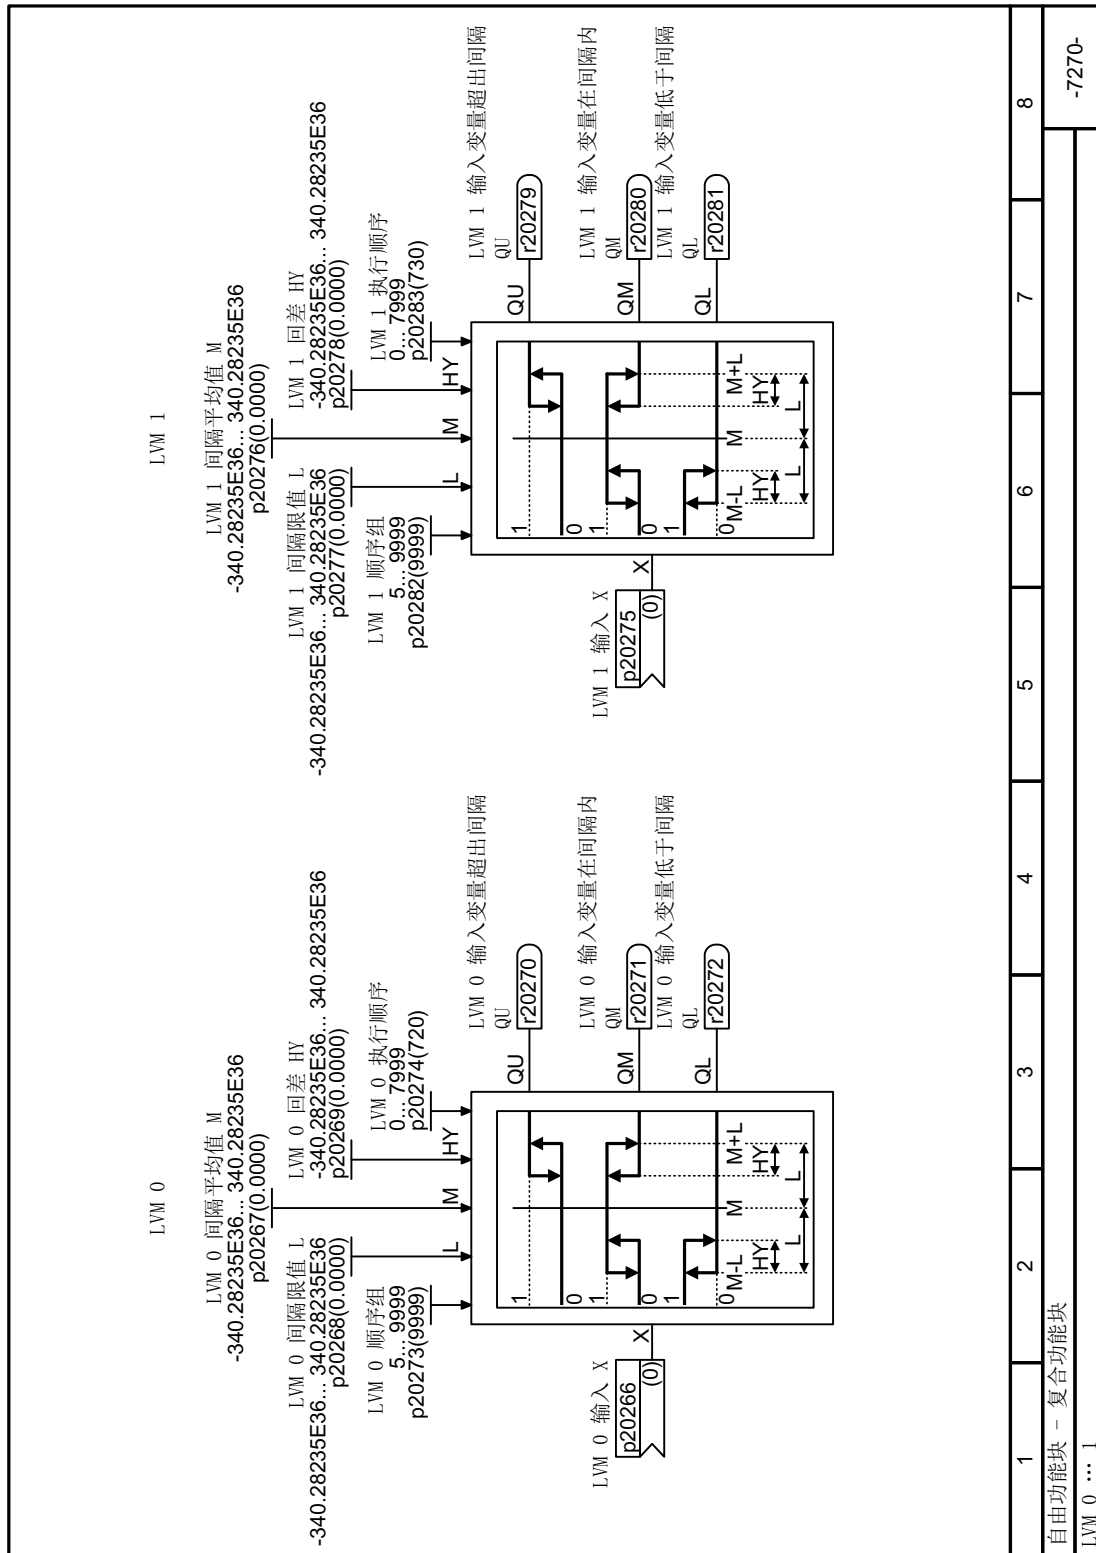 LVM 0
LVM 0 间隔平均值 M
-340.28235E36... 340.28235E36
p20267(0.0000)
LVM 0 间隔限值 L
-340.28235E36... 340.28235E36
p20268(0.0000)
LVM 0 回差 HY
-340.28235E36... 340.28235E36
p20269(0.0000)
LVM 0 顺序组
5... 9999
p20273(9999)
LVM 0 执行顺序
0... 7999
p20274(720)
L
M
HY
LVM 0 输入 X
p20266
(0)
X
1
0
1
0
1
0
M-L
M
M+L
HY
HY
L
L
QU
QM
QL
LVM 0 输入变量超出间隔
QU
r20270
LVM 0 输入变量在间隔内
QM
r20271
LVM 0 输入变量低于间隔
QL
r20272
LVM 1
LVM 1 间隔平均值 M
-340.28235E36... 340.28235E36
p20276(0.0000)
LVM 1 间隔限值 L
-340.28235E36... 340.28235E36
p20277(0.0000)
LVM 1 回差 HY
-340.28235E36... 340.28235E36
p20278(0.0000)
LVM 1 顺序组
5... 9999
p20282(9999)
LVM 1 执行顺序
0... 7999
p20283(730)
L
M
HY
LVM 1 输入 X
p20275
(0)
X
1
0
1
0
1
0
M-L
M
M+L
HY
HY
L
L
QU
QM
QL
LVM 1 输入变量超出间隔
QU
r20279
LVM 1 输入变量在间隔内
QM
r20280
LVM 1 输入变量低于间隔
QL
r20281
1 2 3 4 5 6 7 8
自由功能块 - 复合功能块
-7270-
LVM 0 ... 1